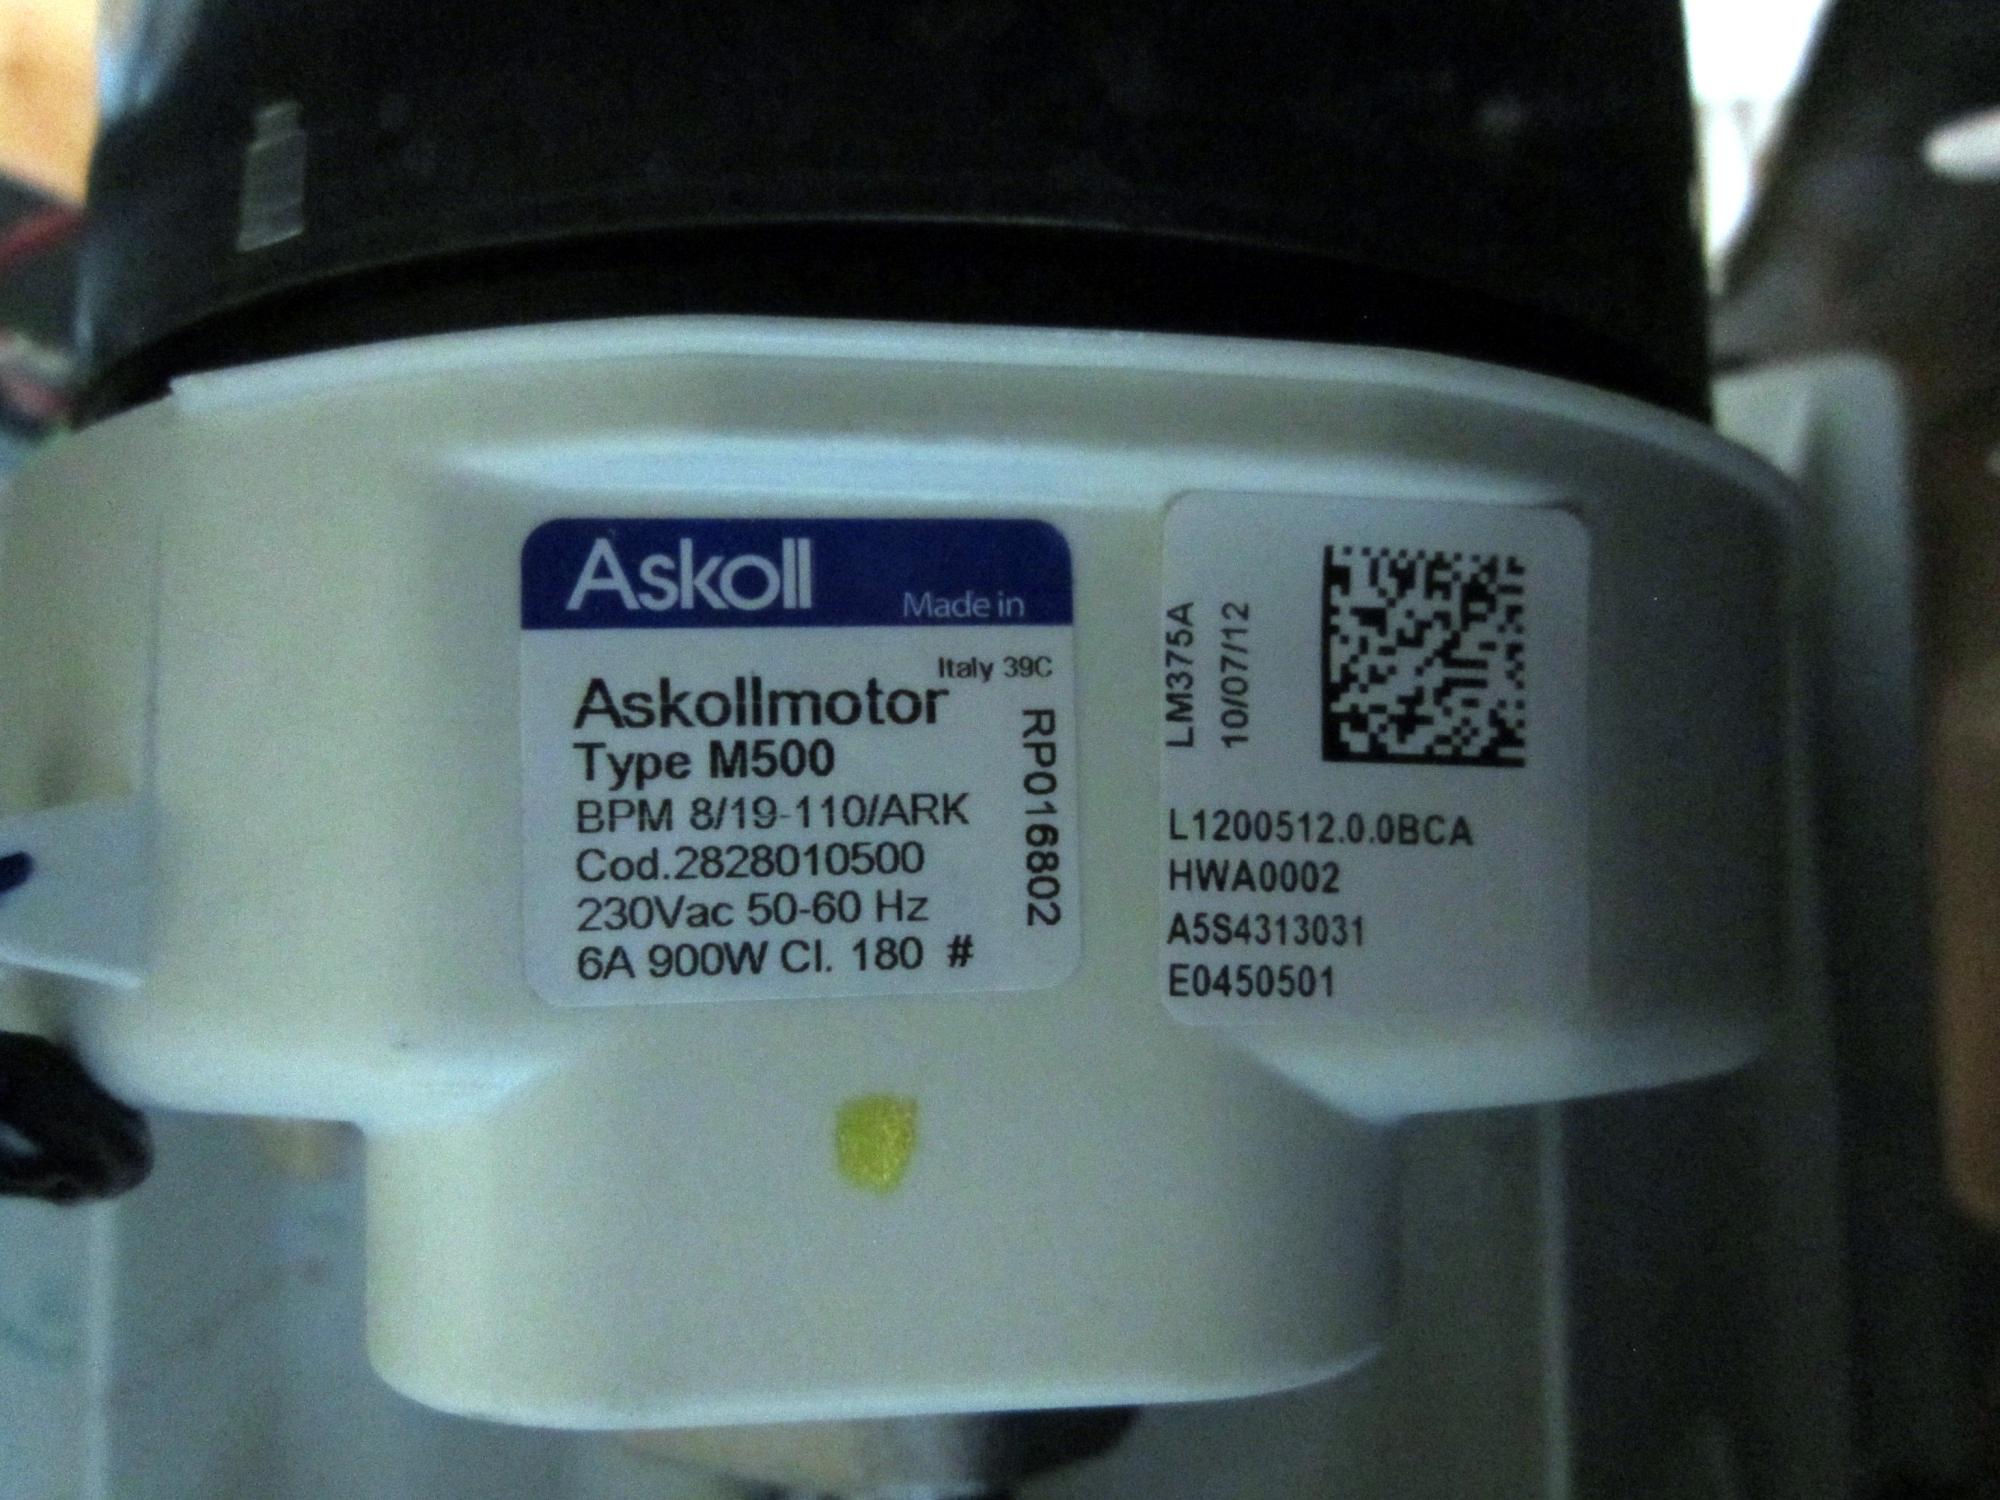 Askoll
Made in
Italy 39C
Askollmotor
Type M500
BPM 8/19-110/ARK
Cod.2828010500
230Vac 50-60 Hz
6A 900W Cl. 180 #
RP016802
LM375A
10/07/12
L1200512.0.0BCA
HWA0002
A5S4313031
E0450501